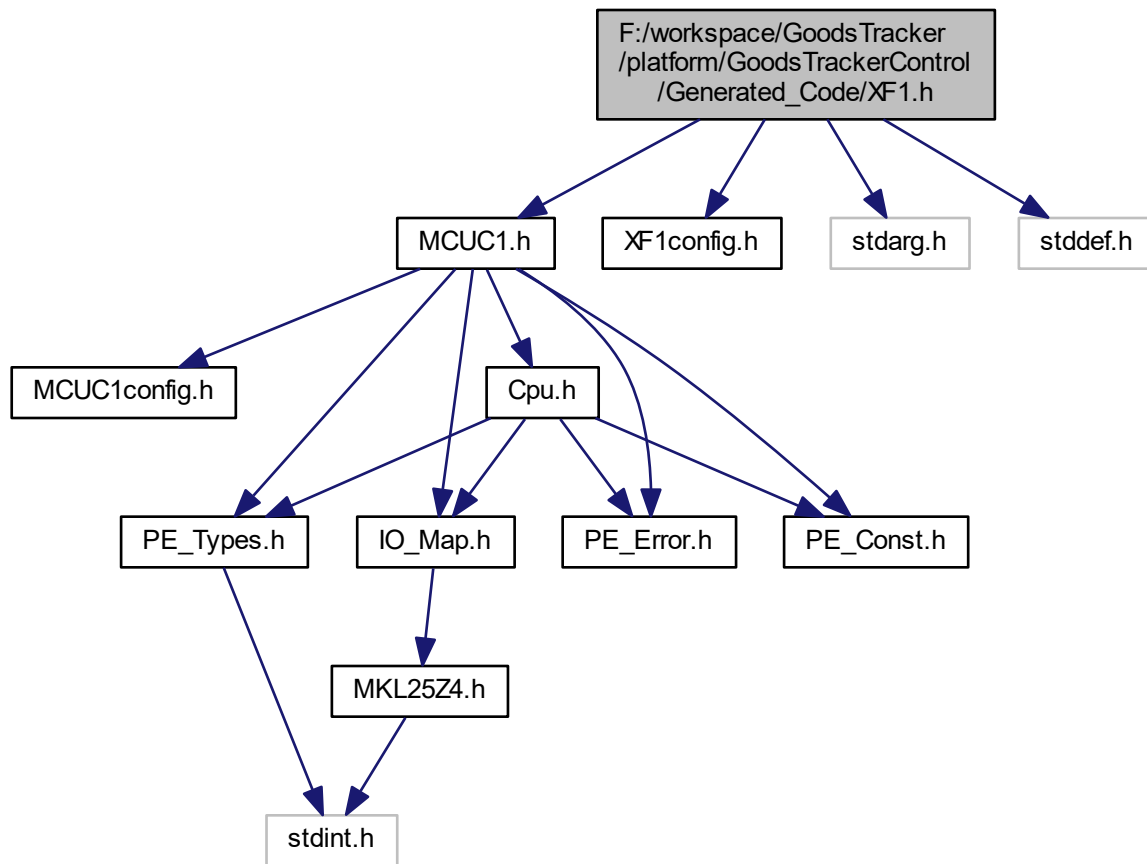 F:/workspace/GoodsTracker
/platform/GoodsTrackerControl
/Generated_Code/XF1.h
MCUC1.h
XF1config.h
stdarg.h
stddef.h
MCUC1config.h
Cpu.h
PE_Types.h
IO_Map.h
PE_Error.h
PE_Const.h
MKL25Z4.h
stdint.h